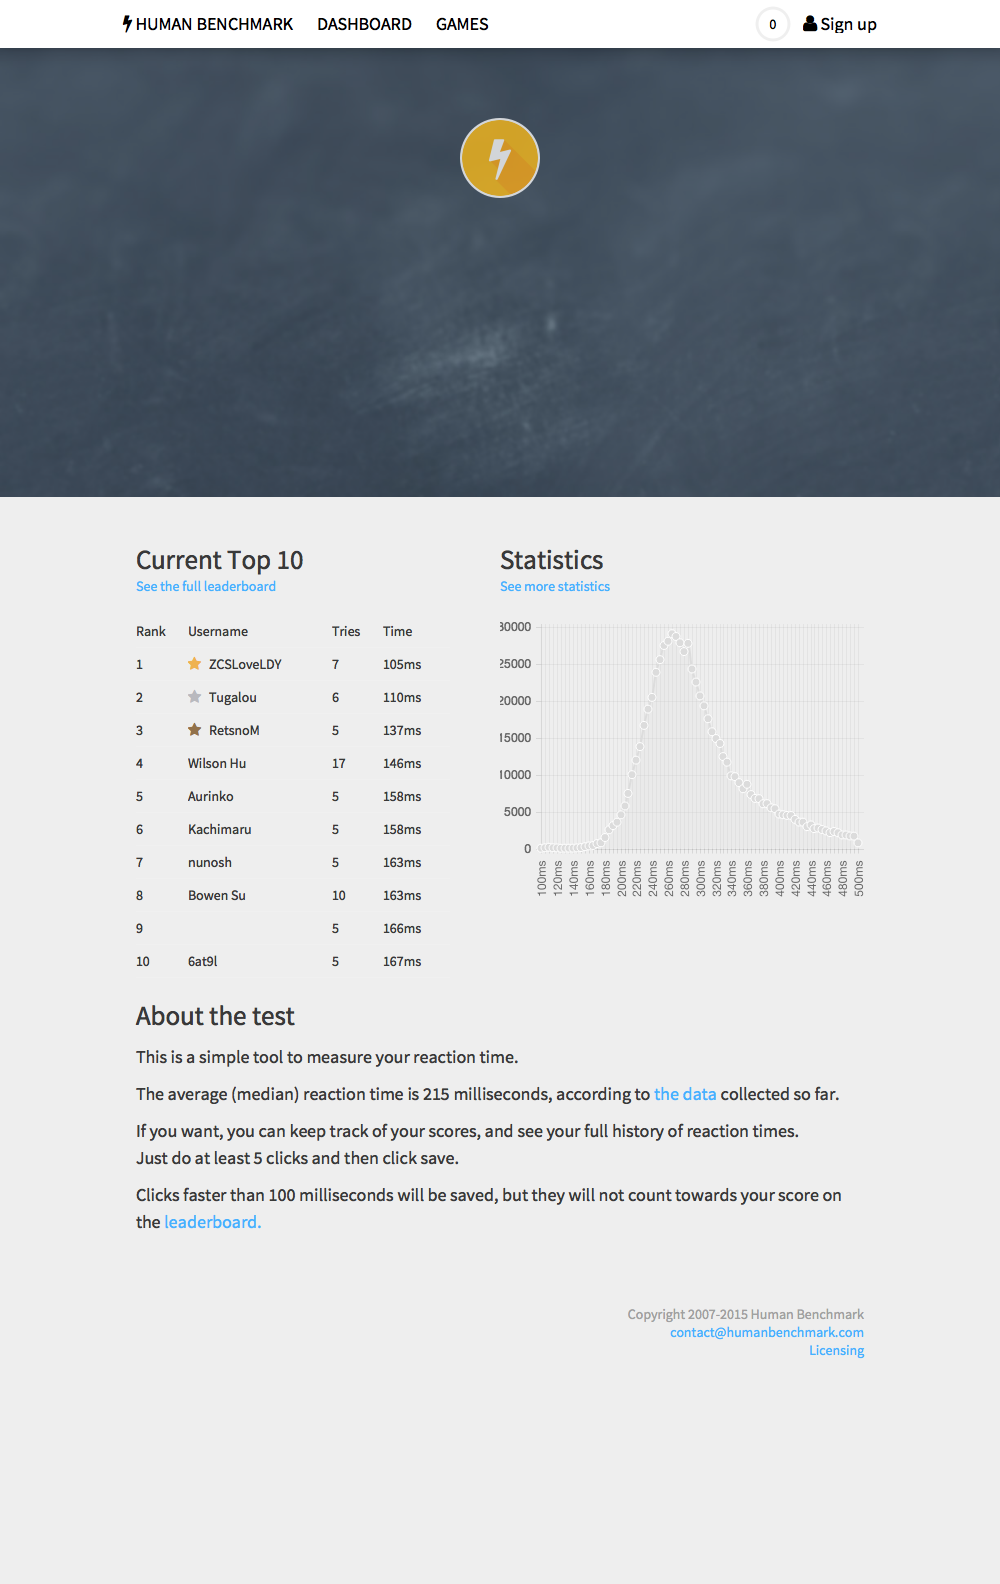 HUMAN BENCHMARK DASHBOARD GAMES 0 Sign up
Current Top 10
See the full leaderboard
Rank Username Tries Time
1 ZCSLoveLDY 7 105ms
2 Tugalou 6 110ms
3 RetsnoM 5 137ms
4 Wilson Hu 17 146ms
5 Aurinko 5 158ms
6 Kachimaru 5 158ms
7 nunosh 5 163ms
8 Bowen Su 10 163ms
9 5 166ms
10 6at9l 5 167ms
Statistics
See more statistics
30000
25000
20000
15000
10000
5000
0
100ms 120ms 140ms 160ms 180ms 200ms 220ms 240ms 260ms 280ms 300ms 320ms 340ms 360ms 380ms 400ms 420ms 440ms 460ms 480ms 500ms
About the test
This is a simple tool to measure your reaction time.
The average (median) reaction time is 215 milliseconds, according to the data collected so far.
If you want, you can keep track of your scores, and see your full history of reaction times.
Just do at least 5 clicks and then click save.
Clicks faster than 100 milliseconds will be saved, but they will not count towards your score on
the leaderboard.
Copyright 2007-2015 Human Benchmark
contact@humanbenchmark.com
Licensing